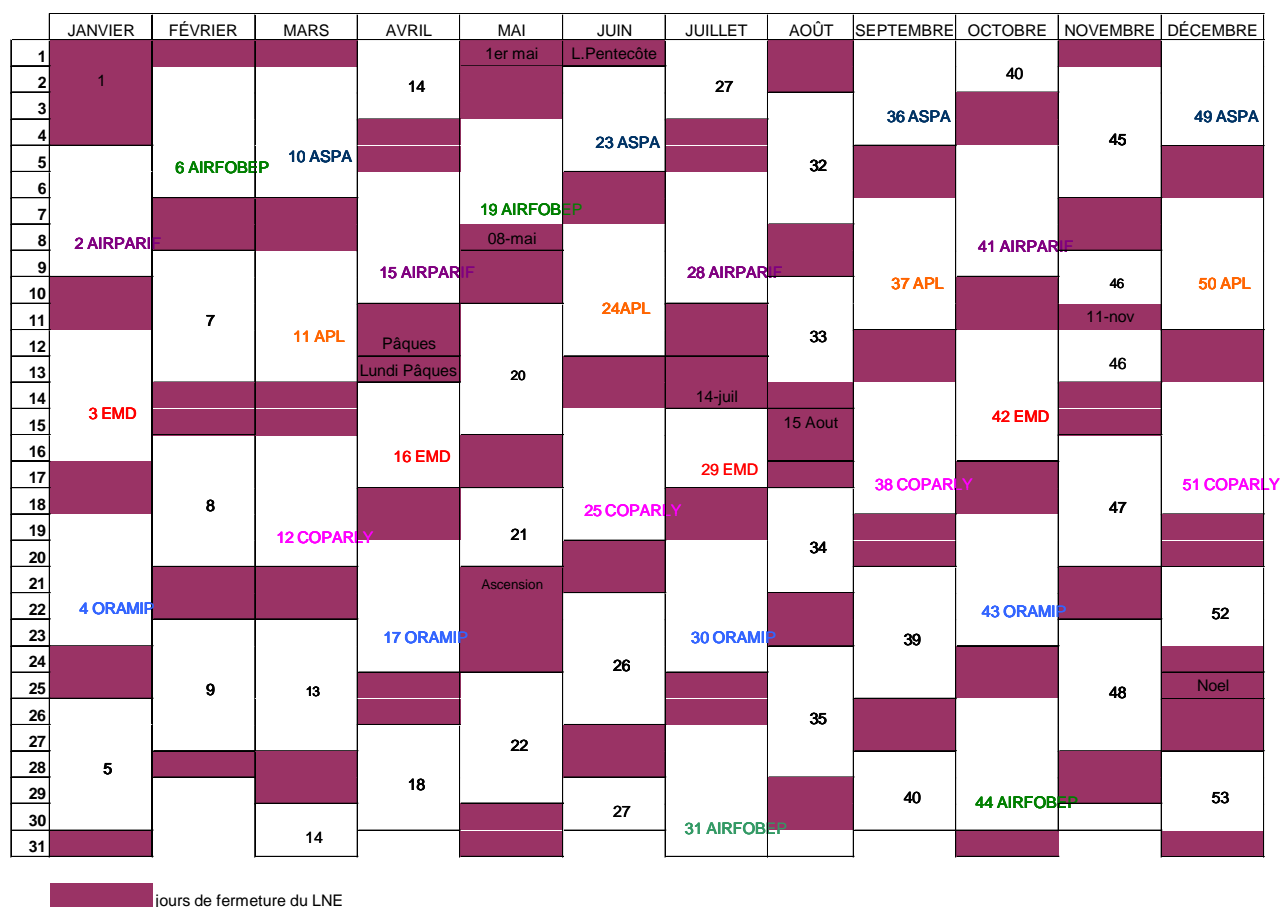 JANVIER FÉVRIER MARS AVRIL MAI JUIN JUILLET AOÛT SEPTEMBRE OCTOBRE NOVEMBRE DÉCEMBRE
1 1er mai L.Pentecôte
2 1 14 27 40
3
4 36 ASPA 49 ASPA
5 6 AIRFOBEP 10 ASPA 23 ASPA 32 45
6
7 19 AIRFOBEP
8 2 AIRPARIF 08-mai 41 AIRPARIF
9 15 AIRPARIF 28 AIRPARIF
10 37 APL 46 50 APL
11 7 24APL 11-nov
12 11 APL Pâques 33
13 Lundi Pâques 20 46
14 14-juil
15 3 EMD 15 Aout 42 EMD
16 16 EMD
17 29 EMD 38 COPARLY 51 COPARLY
18 8 25 COPARLY 47
19 12 COPARLY 21
20 34
21 Ascension
22 4 ORAMIP 43 ORAMIP 52
23 17 ORAMIP 30 ORAMIP 39
24 26
25 9 13 48 Noel
26 35
27 22
28 5 18
29 40 44 AIRFOBEP 53
30 27 31 AIRFOBEP
31 14
jours de fermeture du LNE